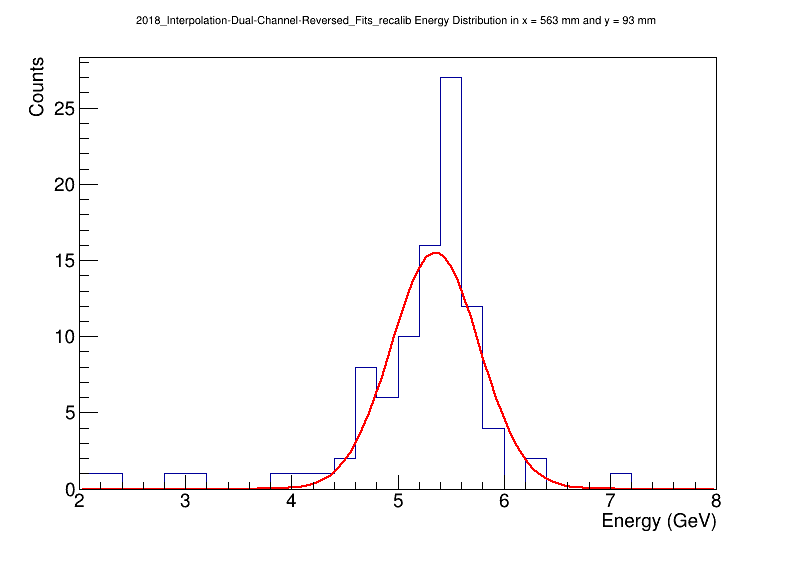 2018_Interpolation-Dual-Channel-Reversed_Fits_recalib Energy Distribution in x = 563 mm and y = 93 mm
Counts
25
20
15
10
5
0
2 3 4 5 6 7 8
Energy (GeV)